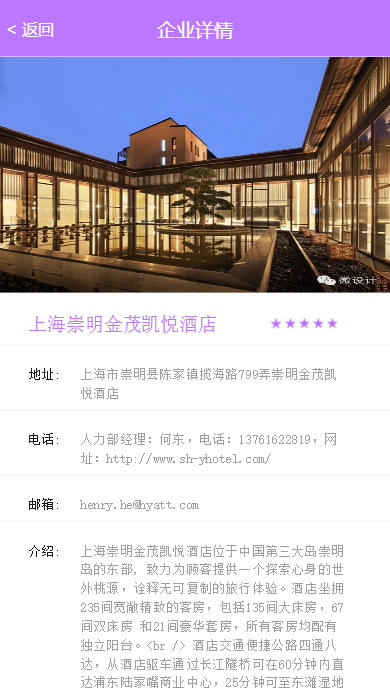 < 返回
企业详情
微设计
上海崇明金茂凯悦酒店 ★★★★★
地址: 上海市崇明县陈家镇揽海路799弄崇明金茂凯
悦酒店
电话: 人力部经理: 何东, 电话: 13761622819, 网
址: http://www.sh-yhotel.com/
邮箱: henry.he@hyatt.com
介绍: 上海崇明金茂凯悦酒店位于中国第三大岛崇明
岛的东部, 致力为顾客提供一个探索心身的世
外桃源，诠释无可复制的旅行体验。酒店坐拥
235间宽敞精致的客房，包括135间大床房，67
间双床房 和21间豪华套房，所有客房均配有
独立阳台。<br /> 酒店交通便捷公路四通八
达，从酒店驱车通过长江隧桥可在60分钟内直
达浦东陆家嘴商业中心，25分钟可至东滩湿地